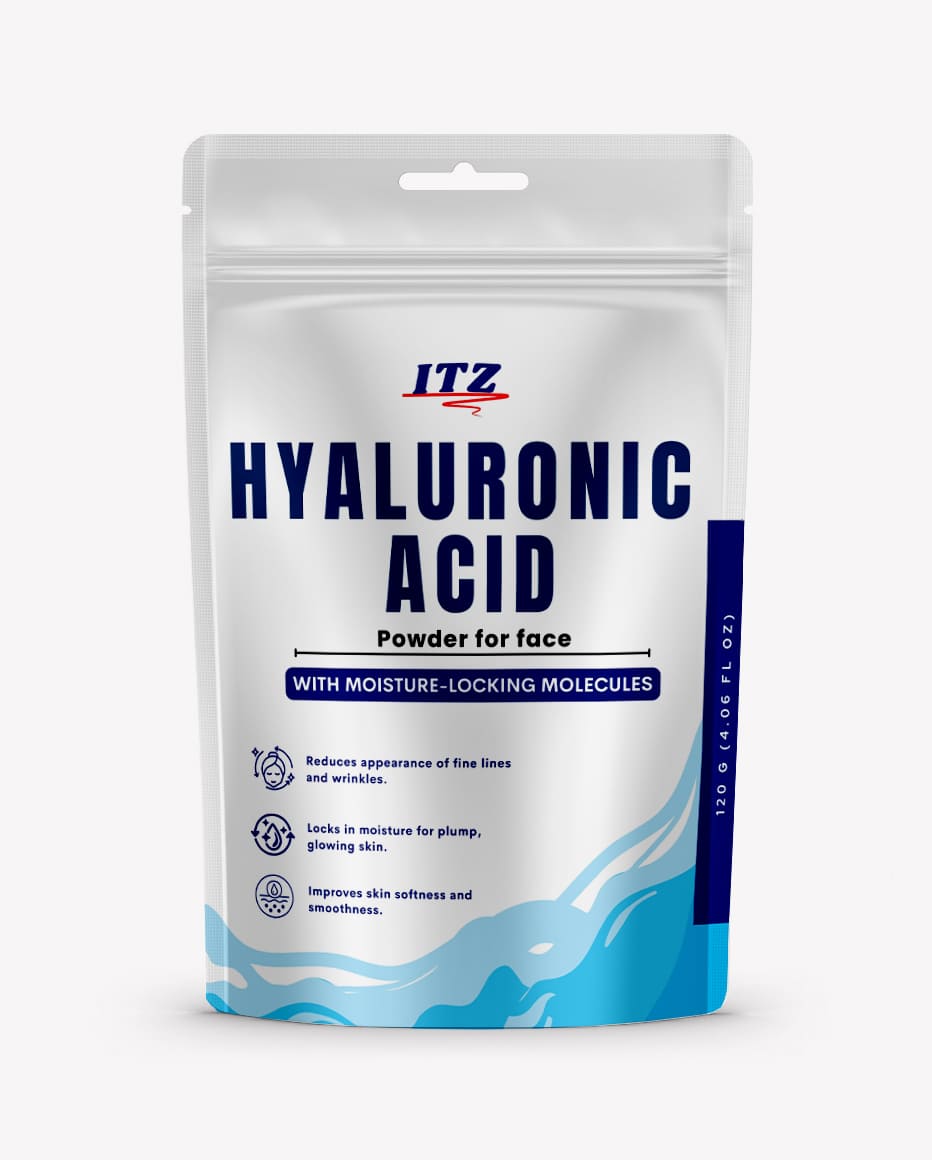 ITZ
HYALURONIC
ACID
Powder for face
WITH MOISTURE-LOCKING MOLECULES
Reduces appearance of fine lines
and wrinkles.
Locks in moisture for plump,
glowing skin.
Improves skin softness and
smoothness.
120 G (4.06 FL OZ)